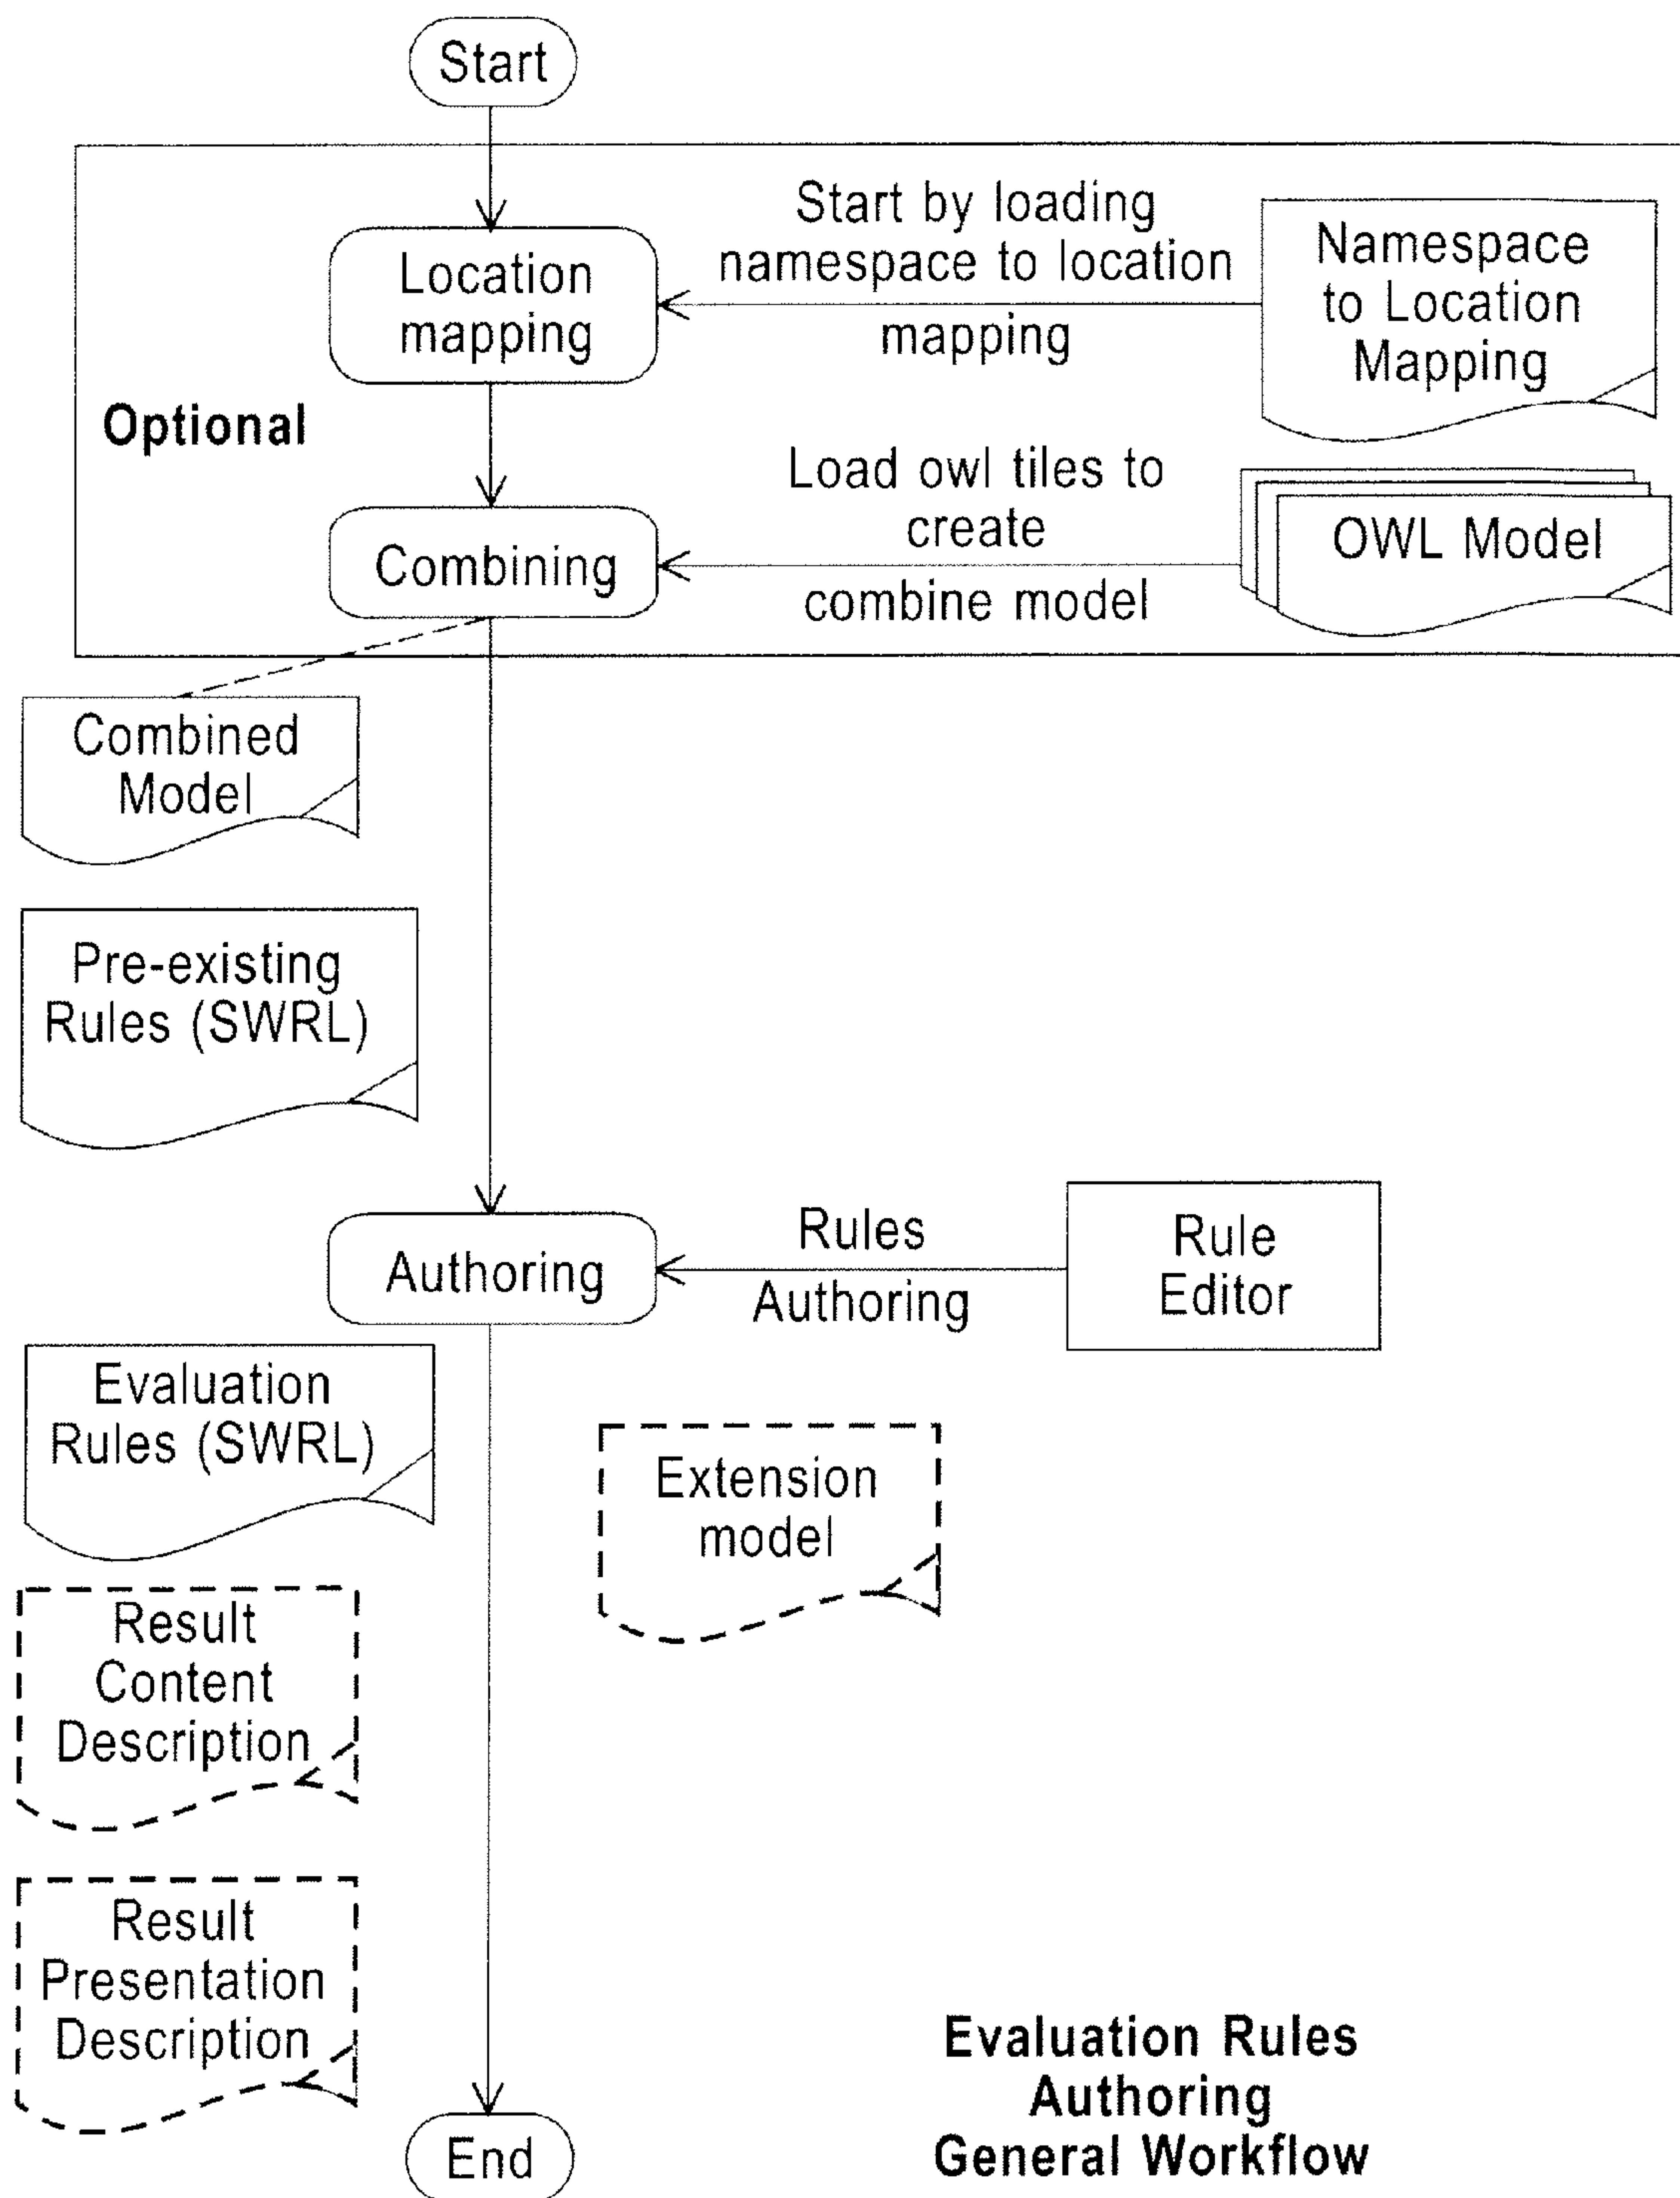 Start
Start by loading
namespace to location
mapping
Namespace
to Location
Mapping
Location
mapping
Optional
Load owl tiles to
create
combine model
OWL Model
Combining
Combined
Model
Pre-existing
Rules (SWRL)
Rules
Authoring
Rule
Editor
Authoring
Evaluation
Rules (SWRL)
Extension
model
Result
Content
Description
Result
Presentation
Description
End
Evaluation Rules
Authoring
General Workflow